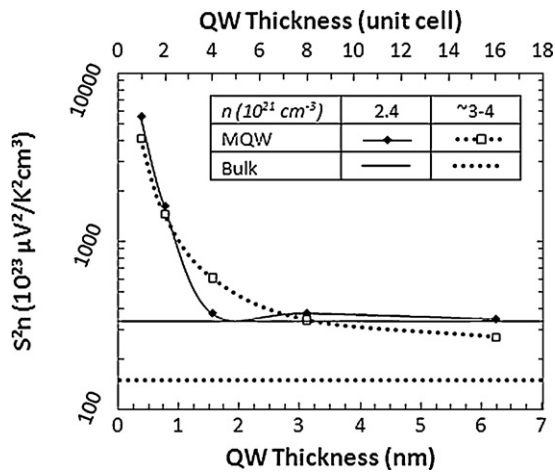 QW Thickness (unit cell)
0 2 4 6 8 10 12 14 16 18
10000
1000
100
S²n (10²³ µV²/K²cm³)
n (10²¹ cm⁻³) 2.4 ~3-4
MQW
Bulk
0 1 2 3 4 5 6 7
QW Thickness (nm)